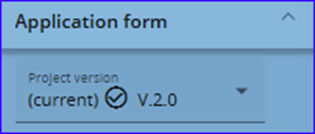 Application form
Project version
(current) V.2.0